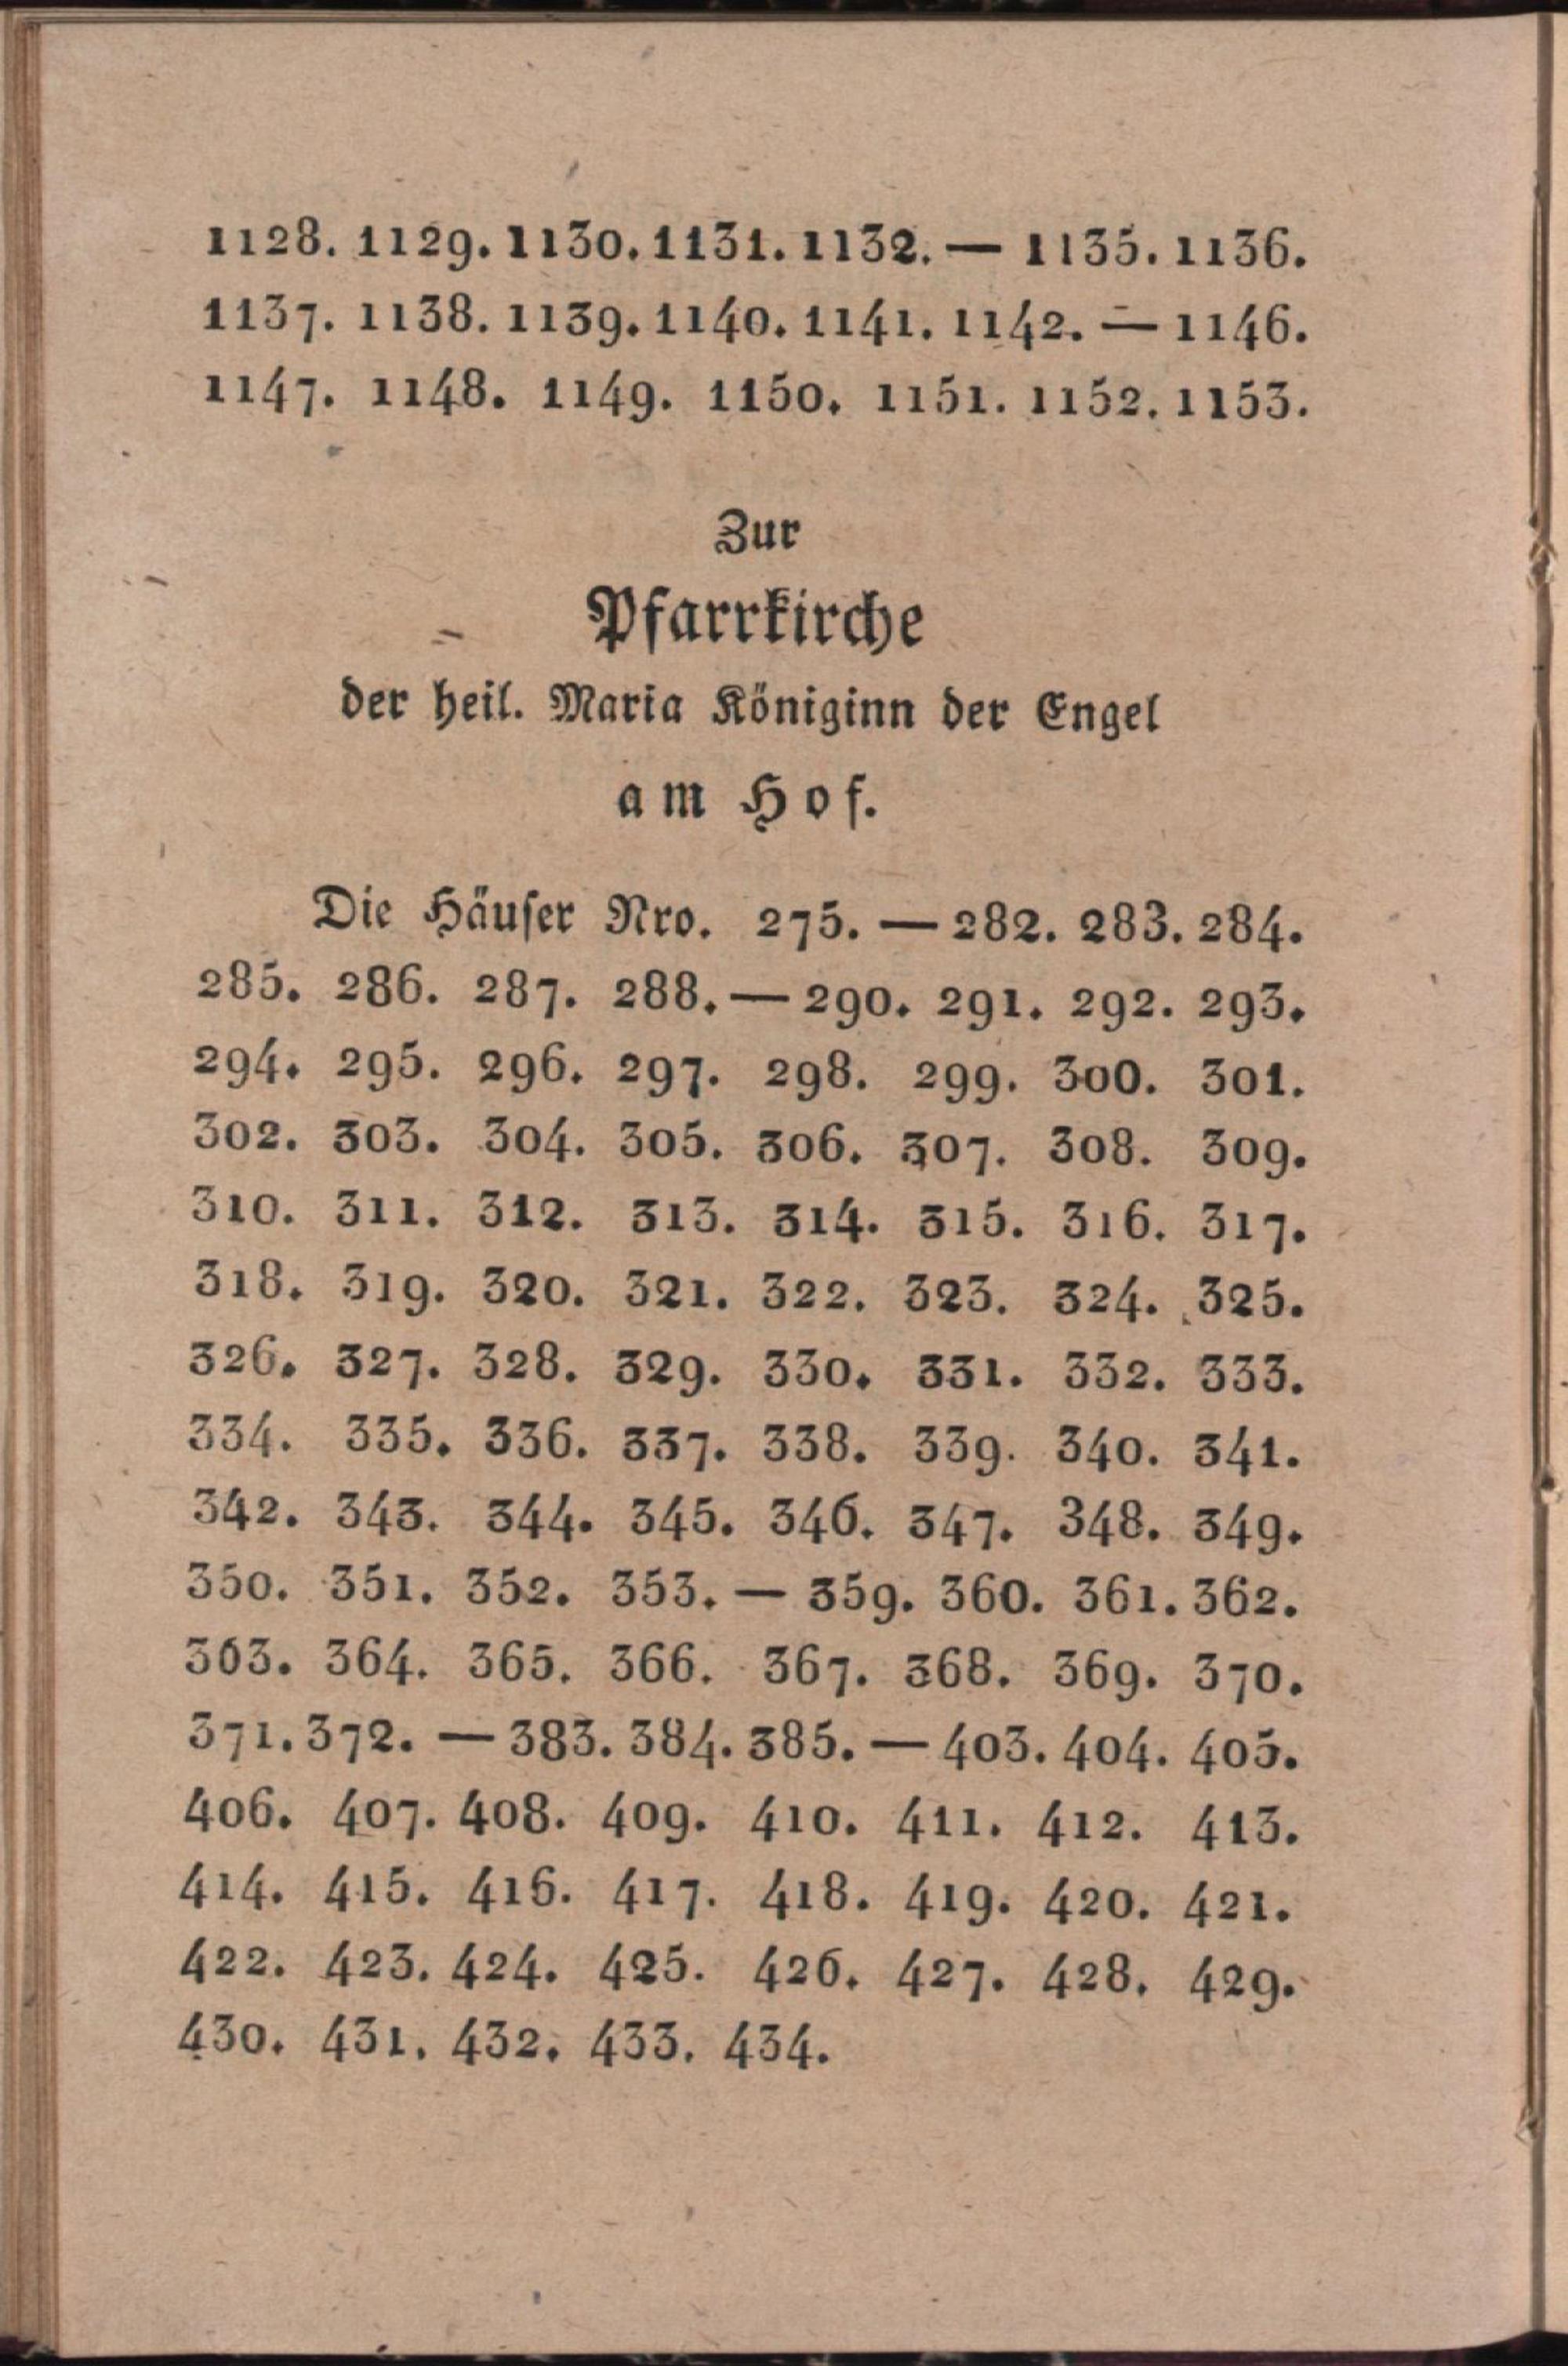 1128. 1129. 1130. 1131. 1132. — 1135. 1136.
1137. 1138. 1139. 1140. 1141. 1142. — 1146.
1147. 1148. 1149. 1150. 1151. 1152. 1153.
Zur
Pfarrkirche
der heil. Maria Königinn der Engel
am Hof.
Die Häuser Nro. 275. — 282. 283. 284.
285. 286. 287. 288. — 290. 291. 292. 293.
294. 295. 296. 297. 298. 299. 300. 301.
302. 303. 304. 305. 306. 307. 308. 309.
310. 311. 312. 313. 314. 315. 316. 317.
318. 319. 320. 321. 322. 323. 324. 325.
326. 327. 328. 329. 330. 331. 332. 333.
334. 335. 336. 337. 338. 339. 340. 341.
342. 343. 344. 345. 346. 347. 348. 349.
350. 351. 352. 353. — 359. 360. 361. 362.
363. 364. 365. 366. 367. 368. 369. 370.
371. 372. — 383. 384. 385. — 403. 404. 405.
406. 407. 408. 409. 410. 411. 412. 413.
414. 415. 416. 417. 418. 419. 420. 421.
422. 423. 424. 425. 426. 427. 428. 429.
430. 431. 432. 433. 434.